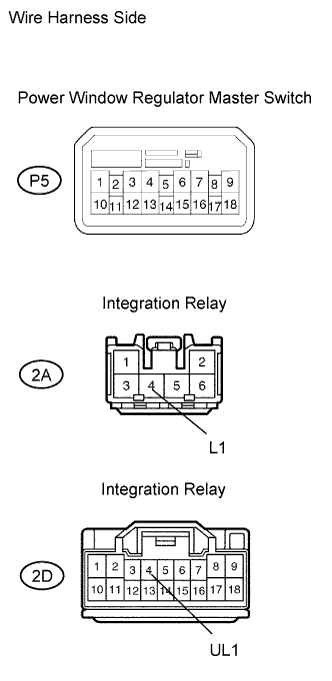 Wire Harness Side
Power Window Regulator Master Switch
P5
1 2 3 4 5 6 7 8 9
10 11 12 13 14 15 16 17 18
Integration Relay
2A
1 2
3 4 5 6
L1
Integration Relay
2D
1 2 3 4 5 6 7 8 9
10 11 12 13 14 15 16 17 18
UL1